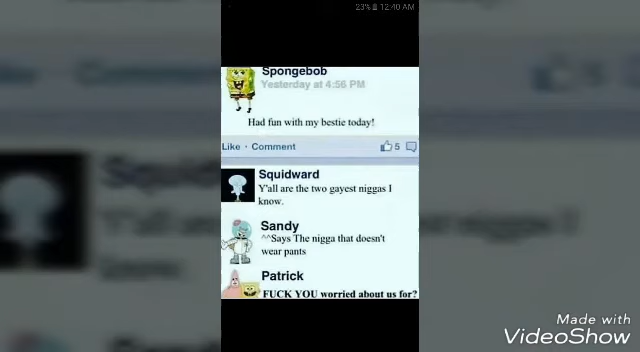 23% 12:40 AM
Spongebob
Yesterday at 4:56 PM
Had fun with my bestie today!
Like · Comment
5
Squidward
Y'all are the two gayest niggas I
know.
Sandy
^^Says The nigga that doesn't
wear pants
Patrick
FUCK YOU worried about us for?
Made with
VideoShow